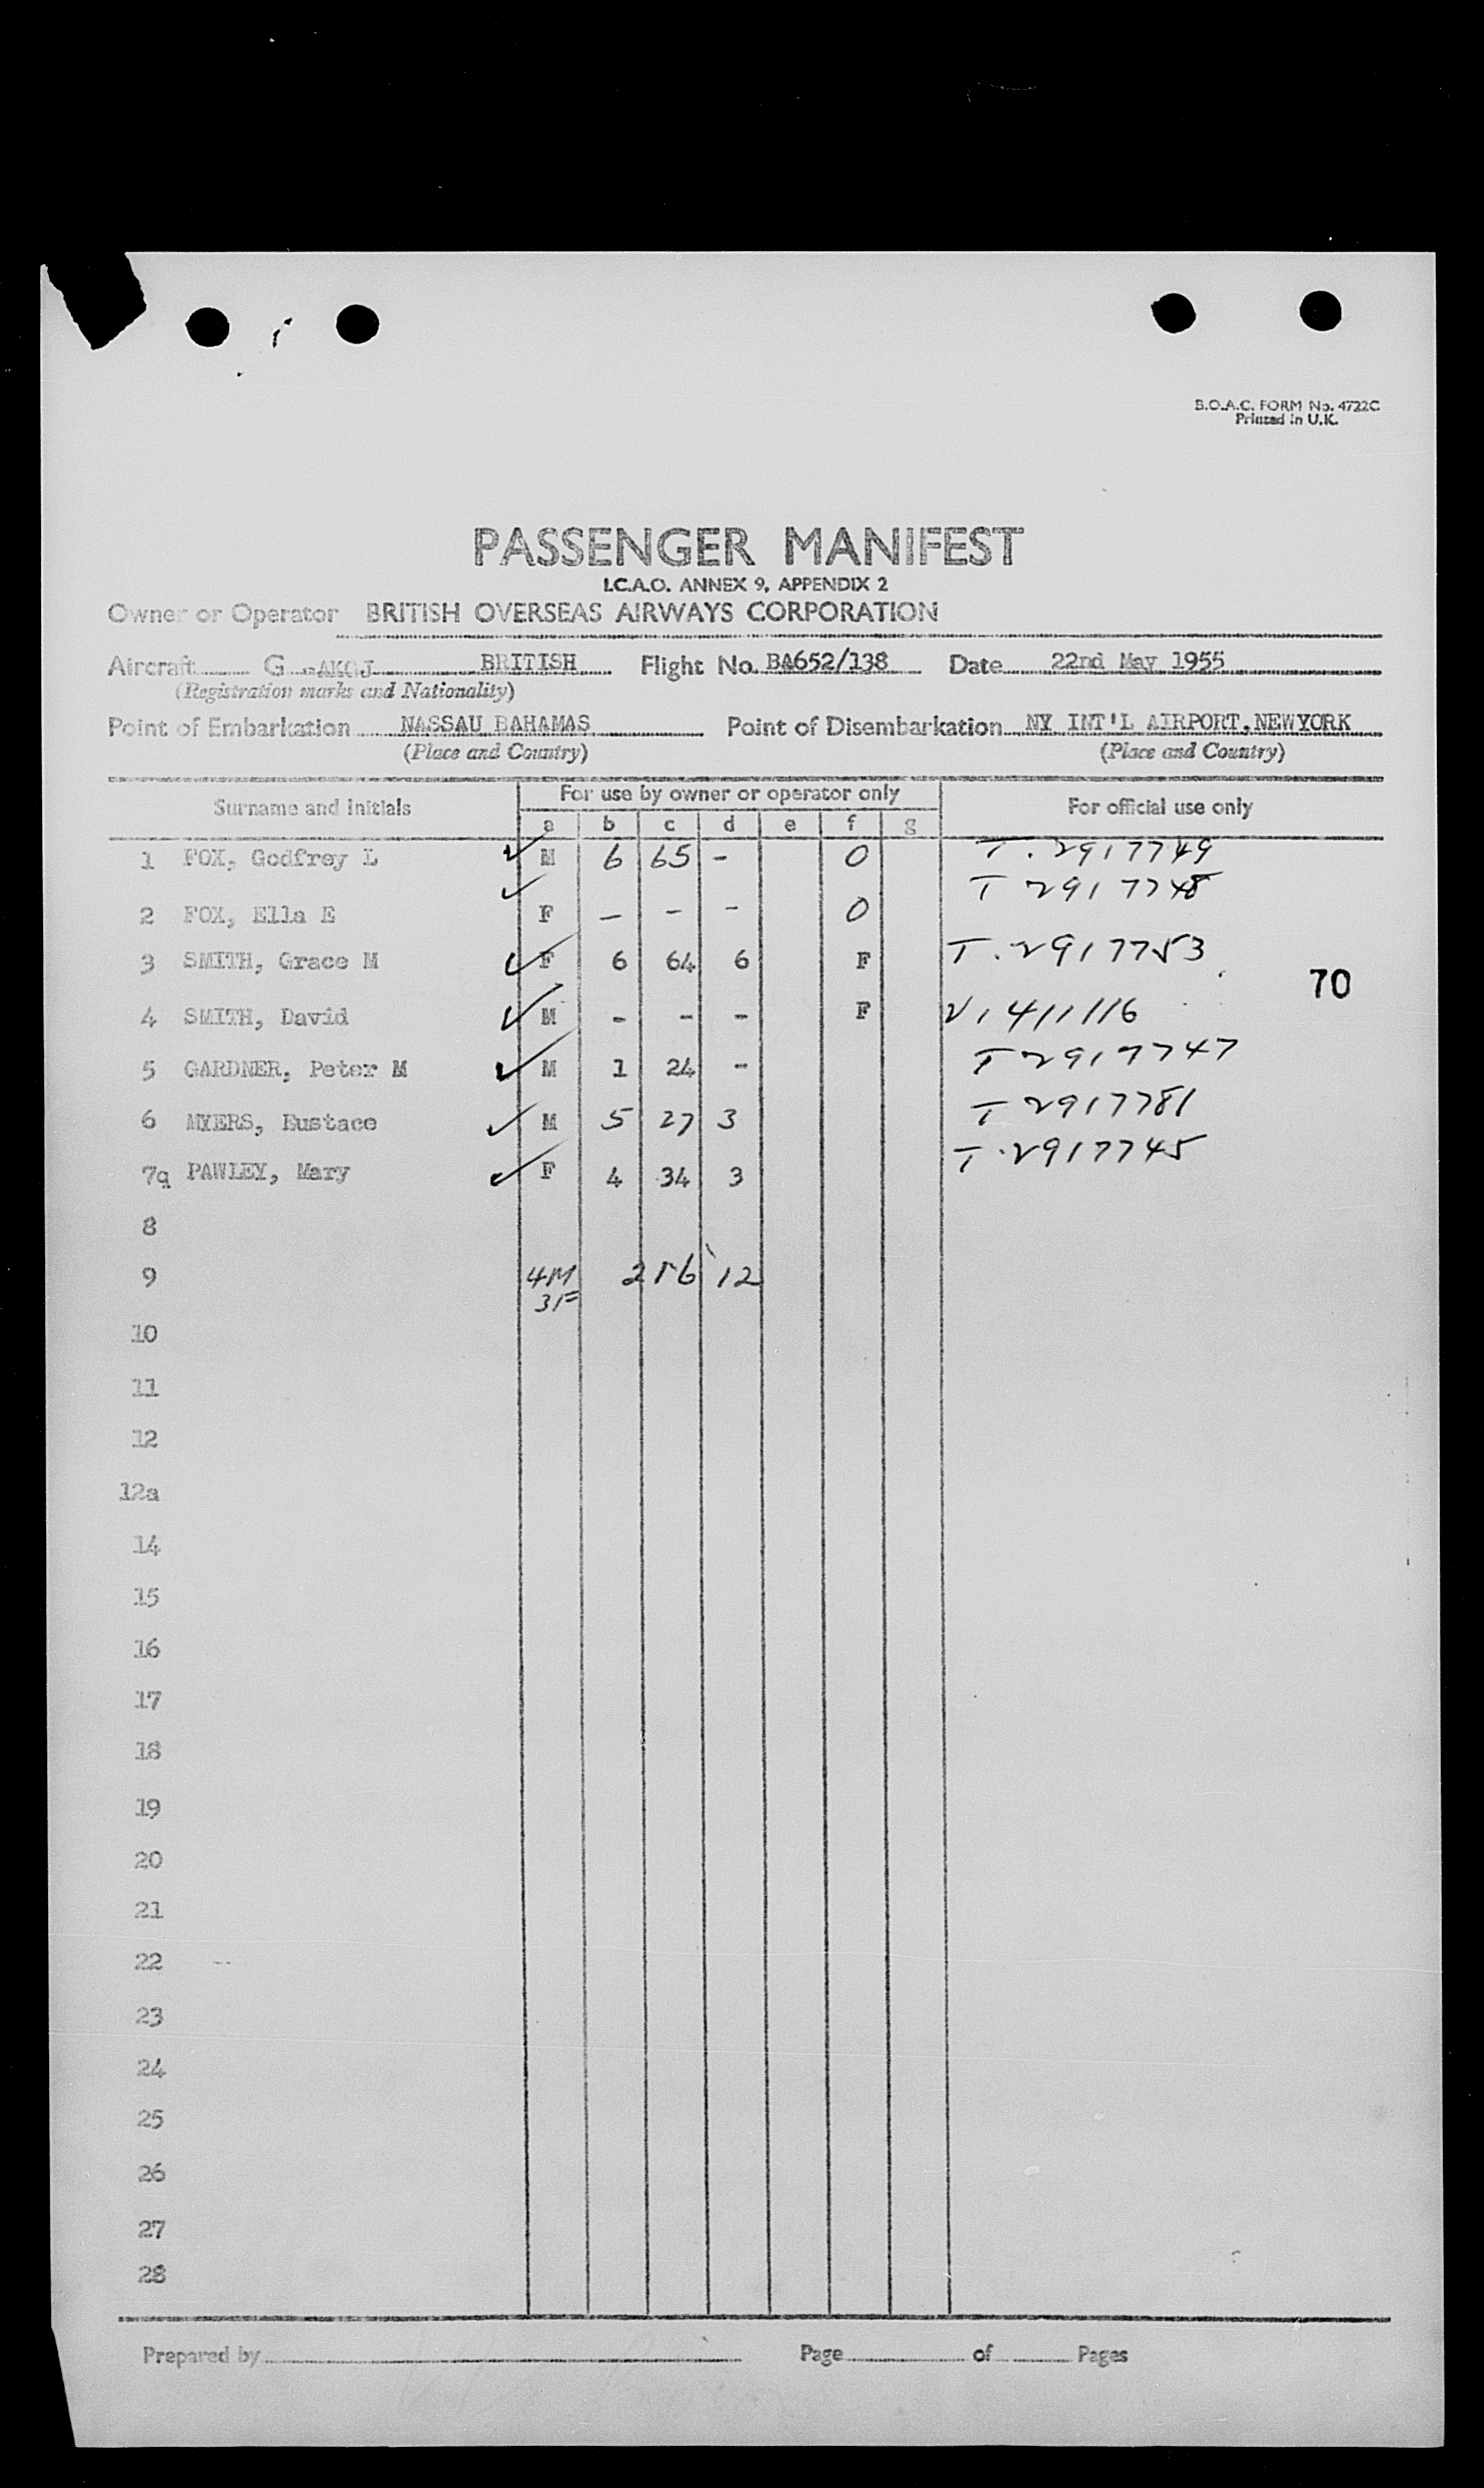 B.O.A.C. FORM No. 4722C
Printed in U.K.
PASSENGER MANIFEST
I.C.A.O. ANNEX 9, APPENDIX 2
Owner or Operator BRITISH OVERSEAS AIRWAYS CORPORATION
Aircraft G -AKGJ BRITISH Flight No. BA652/138 Date 22nd May 1955
(Registration marks and Nationality)
Point of Embarkation NASSAU BAHAMAS Point of Disembarkation NY INT'L AIRPORT, NEWYORK
(Place and Country) (Place and Country)
Surname and initials For use by owner or operator only For official use only
a b c d e f g
1 FOX, Godfrey L M 6 65 - O T. 2917749
2 FOX, Ella E F - - - O T 2917748
3 SMITH, Grace M F 6 64 6 F T. 2917753
70
4 SMITH, David M - - - F V1411116
5 GARDNER, Peter M M 1 24 - T 2917747
6 MYERS, Eustace M 5 27 3 T 2917781
7q PAWLEY, Mary F 4 34 3 T. 2917745
8
9 4M 216 12
3F
10
11
12
12a
14
15
16
17
18
19
20
21
22 --
23
24
25
26
27
28
Prepared by Page of Pages